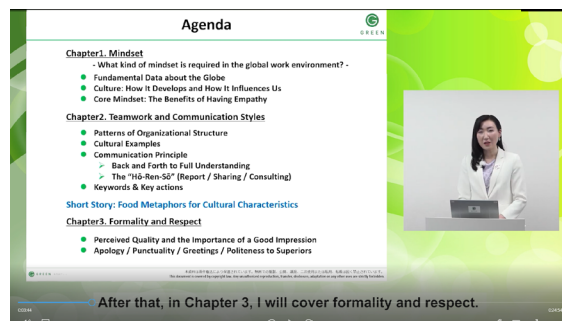 Agenda
GREEN
Chapter1. Mindset
- What kind of mindset is required in the global work environment? -
Fundamental Data about the Globe
Culture: How It Develops and How It Influences Us
Core Mindset: The Benefits of Having Empathy
Chapter2. Teamwork and Communication Styles
Patterns of Organizational Structure
Cultural Examples
Communication Principle
Back and Forth to Full Understanding
The “Hō-Ren-Sō” (Report / Sharing / Consulting)
Keywords & Key actions
Short Story: Food Metaphors for Cultural Characteristics
Chapter3. Formality and Respect
Perceived Quality and the Importance of a Good Impression
Apology / Punctuality / Greetings / Politeness to Superiors
GREEN
After that, in Chapter 3, I will cover formality and respect.